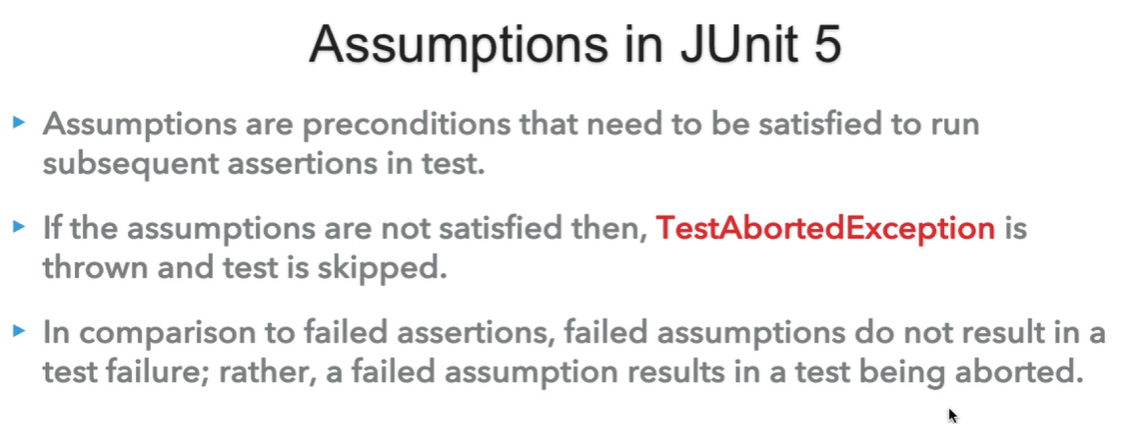 Assumptions in JUnit 5
Assumptions are preconditions that need to be satisfied to run
subsequent assertions in test.
If the assumptions are not satisfied then, TestAbortedException is
thrown and test is skipped.
In comparison to failed assertions, failed assumptions do not result in a
test failure; rather, a failed assumption results in a test being aborted.